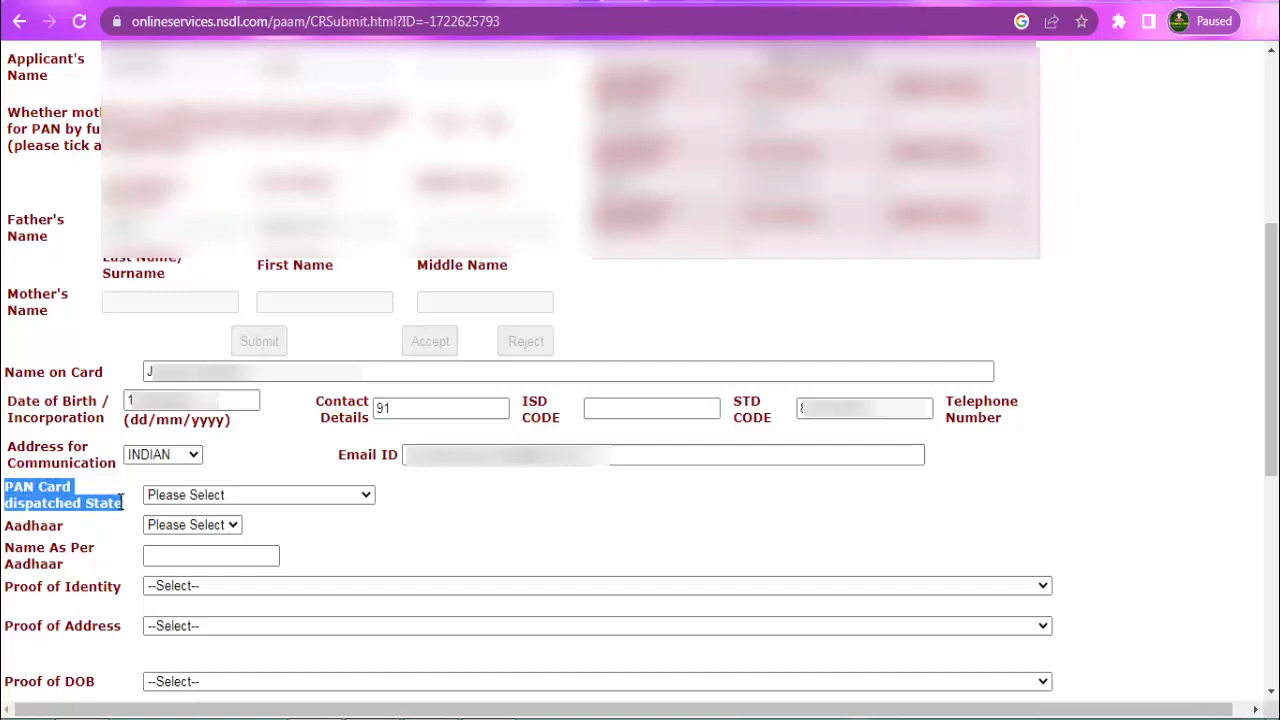 onlineservices.nsdl.com/paam/CRSubmit.html?ID=-1722625793
Paused
Applicant's
Name
Whether
for PAN by
(please tick
Father's
Name
Last Name/
Surname
First Name
Middle Name
Mother's
Name
Submit
Accept
Reject
Name on Card
J
Date of Birth /
Incorporation
1
(dd/mm/yyyy)
Contact
Details
91
ISD
CODE
STD
CODE
8
Telephone
Number
Address for
Communication
INDIAN
Email ID
PAN Card
dispatched State
Please Select
Aadhaar
Please Select
Name As Per
Aadhaar
Proof of Identity
--Select--
Proof of Address
--Select--
Proof of DOB
--Select--